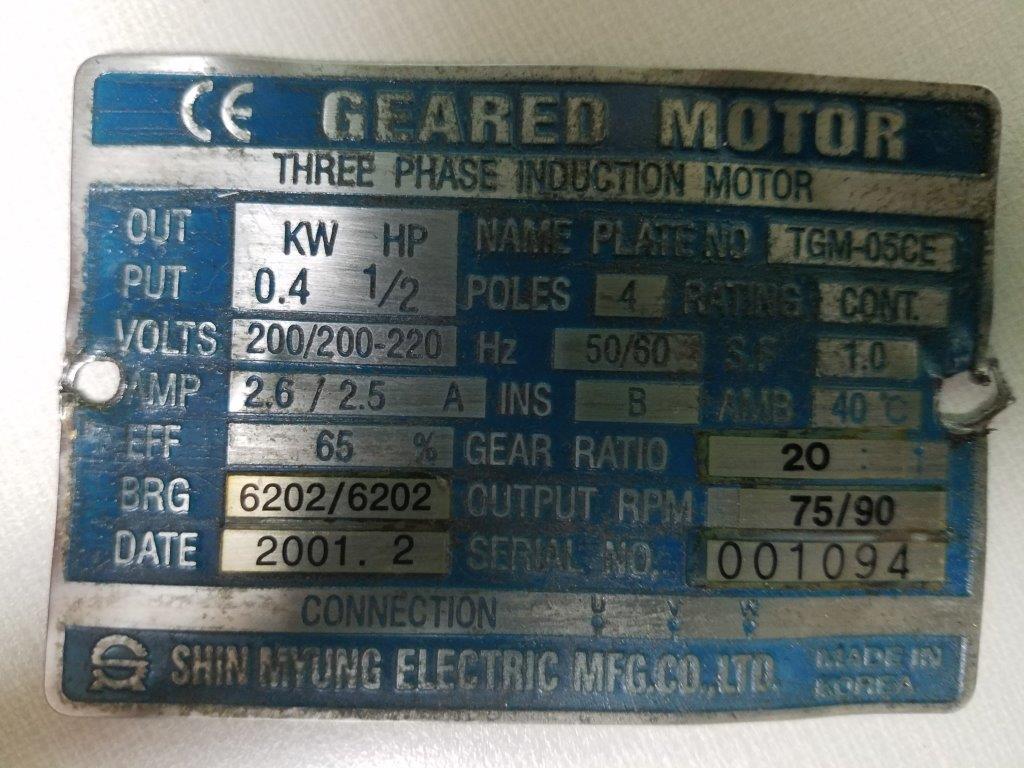 CE GEARED MOTOR
THREE PHASE INDUCTION MOTOR
OUT KW HP NAME PLATE NO TGM-05CE
PUT 0.4 1/2 POLES 4 RATING CONT.
VOLTS 200/200-220 Hz 50/60 S.F 1.0
AMP 2.6 / 2.5 A INS B AMB 40 °C
EFF 65 % GEAR RATIO 20
BRG 6202/6202 OUTPUT RPM 75/90
DATE 2001. 2 SERIAL NO. 001094
CONNECTION U V W
SHIN MYUNG ELECTRIC MFG.CO.,LTD. MADE IN KOREA